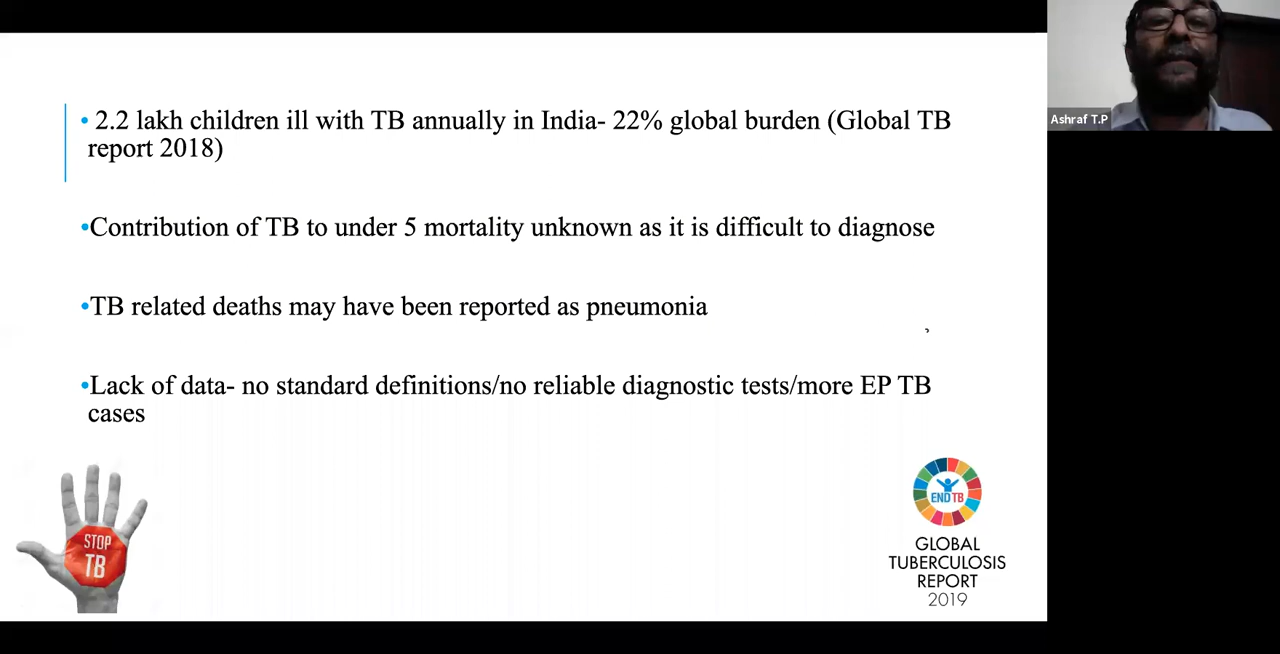 • 2.2 lakh children ill with TB annually in India- 22% global burden (Global TB
report 2018)
•Contribution of TB to under 5 mortality unknown as it is difficult to diagnose
•TB related deaths may have been reported as pneumonia
•Lack of data- no standard definitions/no reliable diagnostic tests/more EP TB
cases
STOP
TB
END TB
GLOBAL
TUBERCULOSIS
REPORT
2019
Ashraf T.P